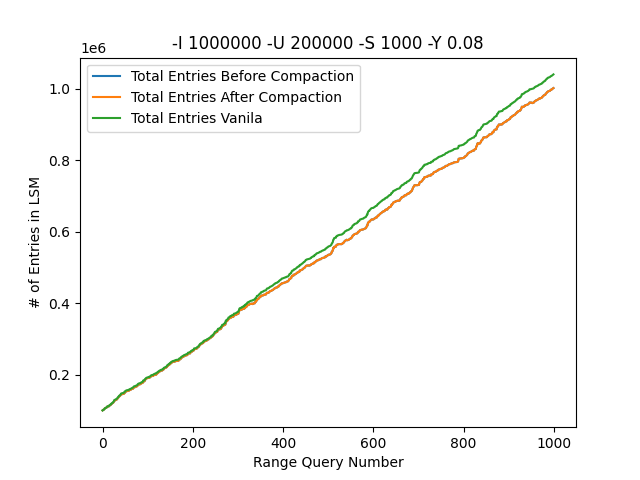 -I 1000000 -U 200000 -S 1000 -Y 0.08
1e6
Total Entries Before Compaction
Total Entries After Compaction
Total Entries Vanila
1.0
0.8
0.6
0.4
0.2
# of Entries in LSM
0 200 400 600 800 1000
Range Query Number